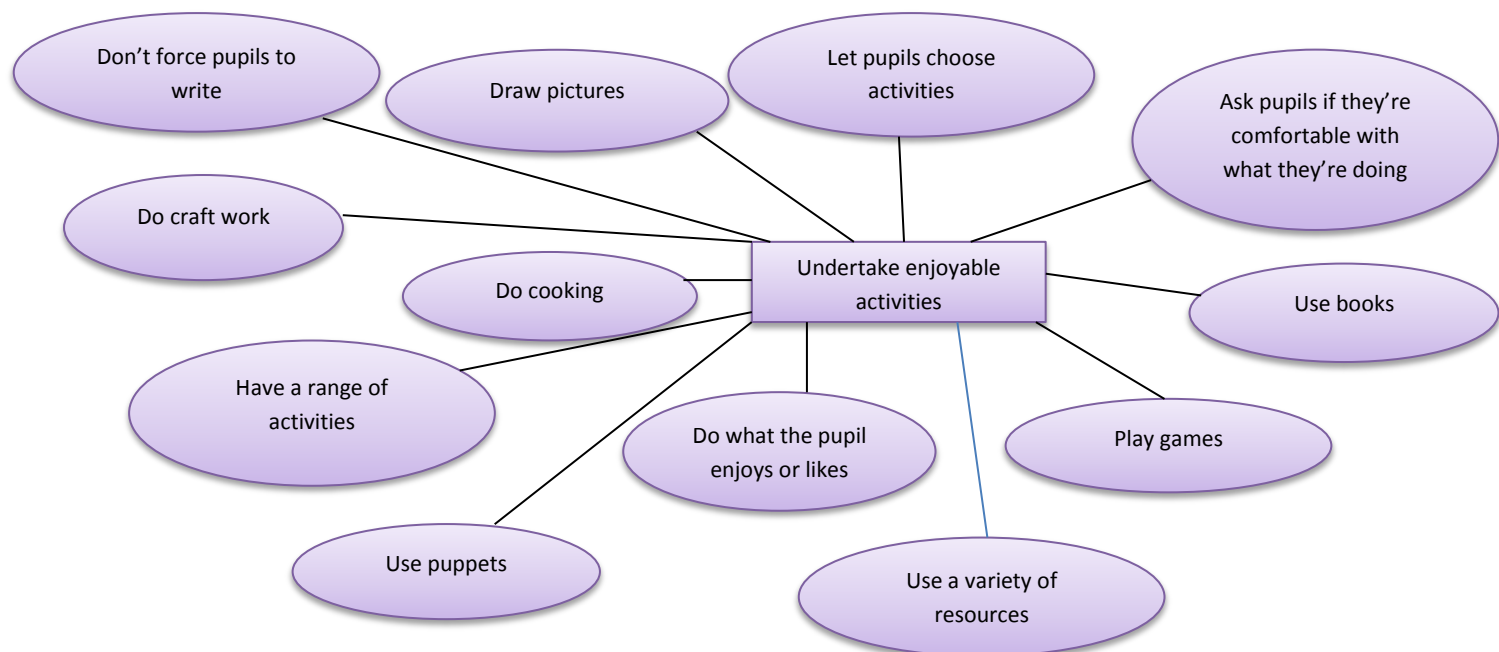 Don’t force pupils to
write
Draw pictures
Let pupils choose
activities
Ask pupils if they’re
comfortable with
what they’re doing
Do craft work
Do cooking
Undertake enjoyable
activities
Use books
Have a range of
activities
Do what the pupil
enjoys or likes
Play games
Use puppets
Use a variety of
resources